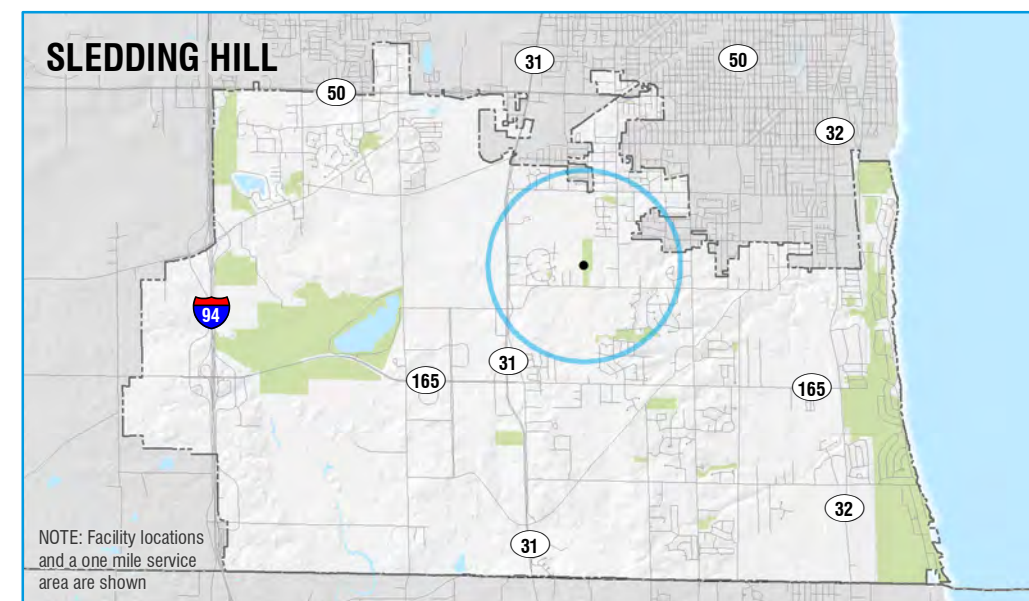 SLEDDING HILL
31
50
50
32
94
31
165
165
32
31
NOTE: Facility locations
and a one mile service
area are shown